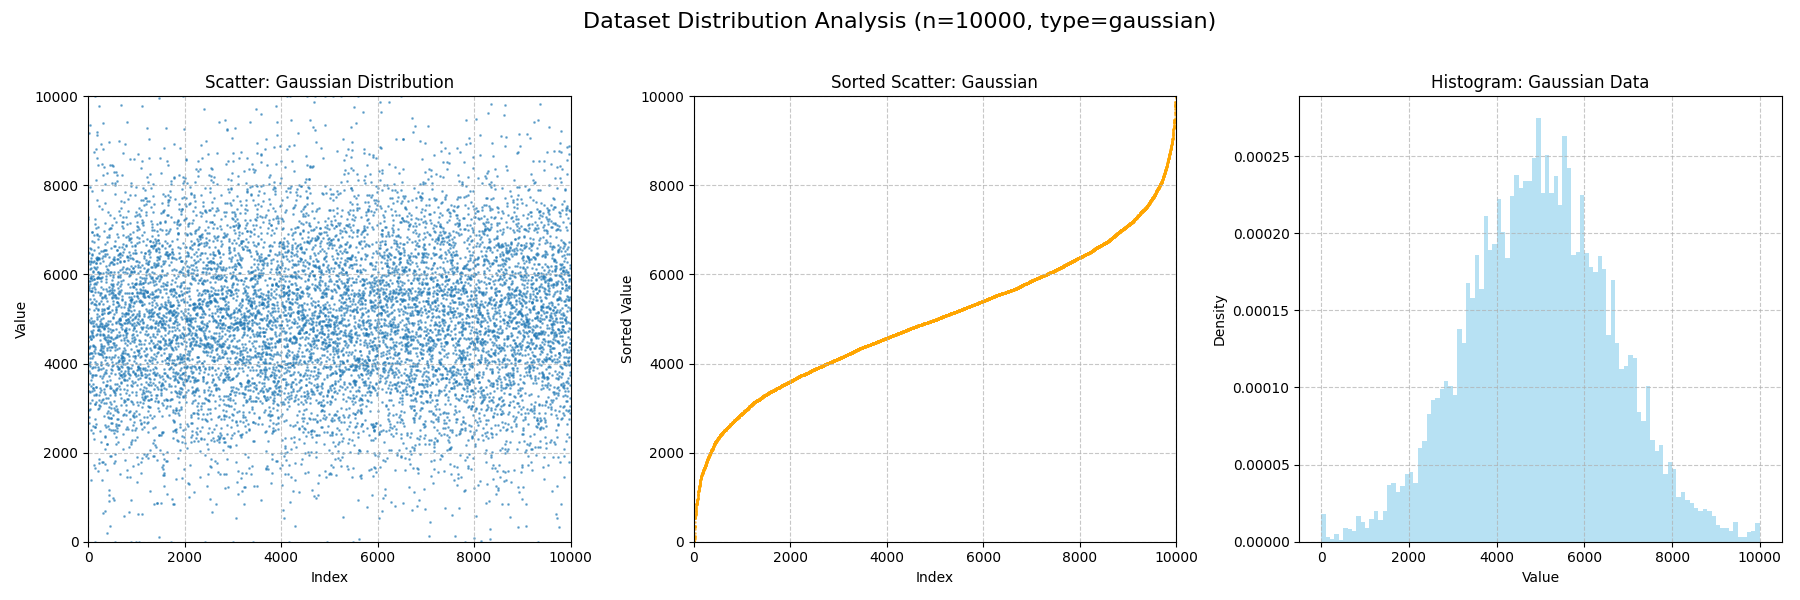 Dataset Distribution Analysis (n=10000, type=gaussian)
Scatter: Gaussian Distribution
10000
8000
6000
4000
2000
0
Value
0 2000 4000 6000 8000 10000
Index
Sorted Scatter: Gaussian
10000
8000
6000
4000
2000
0
Sorted Value
0 2000 4000 6000 8000 10000
Index
Histogram: Gaussian Data
0.00025
0.00020
0.00015
0.00010
0.00005
0.00000
Density
0 2000 4000 6000 8000 10000
Value